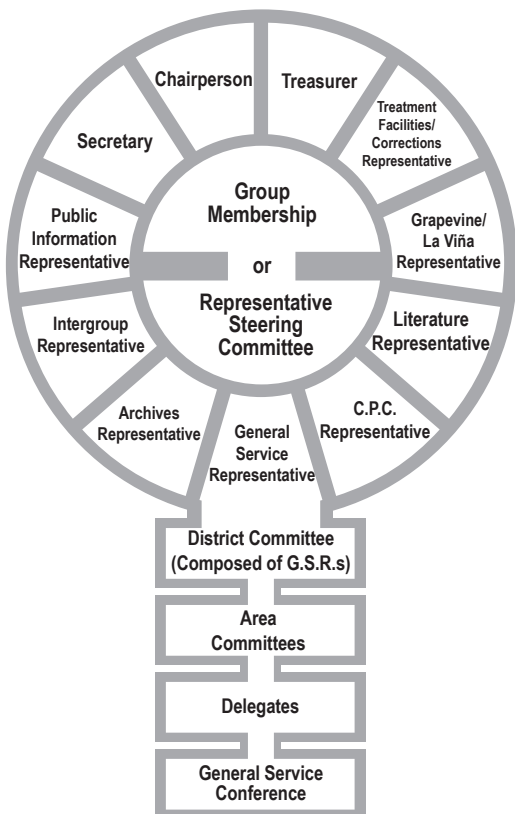 Chairperson
Treasurer
Secretary
Treatment
Facilities/
Corrections
Representative
Public
Information
Representative
Group
Membership
or
Representative
Steering
Committee
Grapevine/
La Viña
Representative
Intergroup
Representative
Literature
Representative
Archives
Representative
General
Service
Representative
C.P.C.
Representative
District Committee
(Composed of G.S.R.s)
Area
Committees
Delegates
General Service
Conference